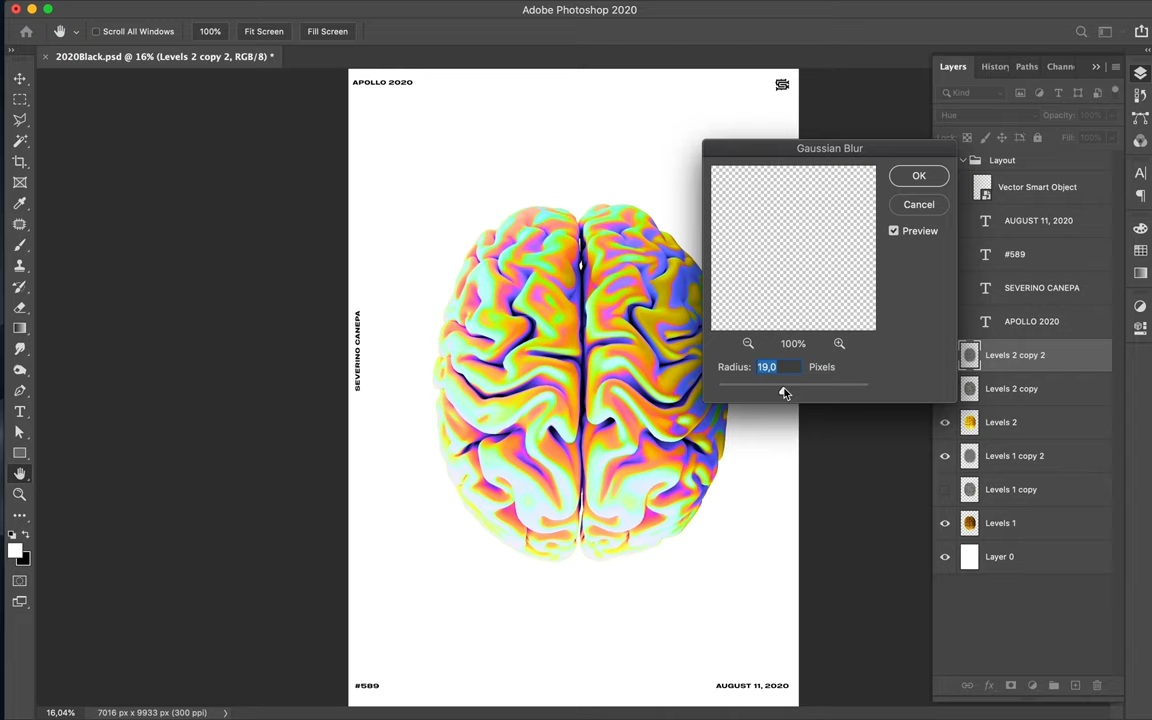 Adobe Photoshop 2020
Scroll All Windows
100%
Fit Screen
Fill Screen
2020Black.psd @ 16% (Levels 2 copy 2, RGB/8) *
APOLLO 2020
SEVERINO CANEPA
#589
AUGUST 11, 2020
Gaussian Blur
OK
Cancel
Preview
100%
Radius: 19,0 Pixels
Layers
History
Paths
Chann
Kind
Hue
Opacity: 100%
Lock:
Fill: 100%
Layout
Vector Smart Object
AUGUST 11, 2020
#589
SEVERINO CANEPA
APOLLO 2020
Levels 2 copy 2
Levels 2 copy
Levels 2
Levels 1 copy 2
Levels 1 copy
Levels 1
Layer 0
16,04%
7016 px x 9933 px (300 ppi)